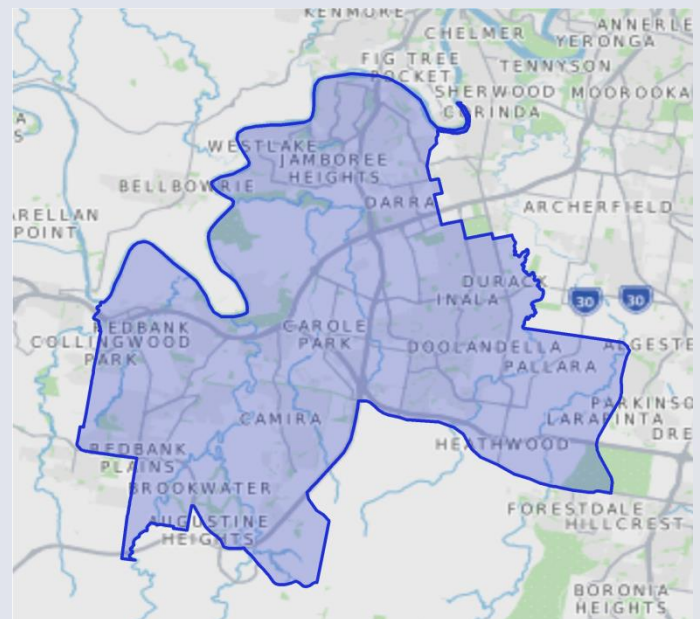 KENMORE
ANNERLE
CHELMER
YERONGA
FIG TREE
POCKET
TENNYSON
SHERWOOD
MOOROOKA
CORINDA
A
S
WESTLAKE
JAMBOREE
HEIGHTS
BELLBOWRIE
DARRA
ARCHERFIELD
ARELLAN
POINT
DURACK
INALA
30
30
REDBANK
COLLINGWOOD
PARK
CAROLE
PARK
DOOLANDELLA
ALGESTE
PALLARA
PARKINSO
LARAPINTA
CAMIRA
DRE
HEATHWOOD
REDBANK
PLAINS
BROOKWATER
AUGUSTINE
HEIGHTS
FORESTDALE
HILLCREST
BORONIA
HEIGHTS